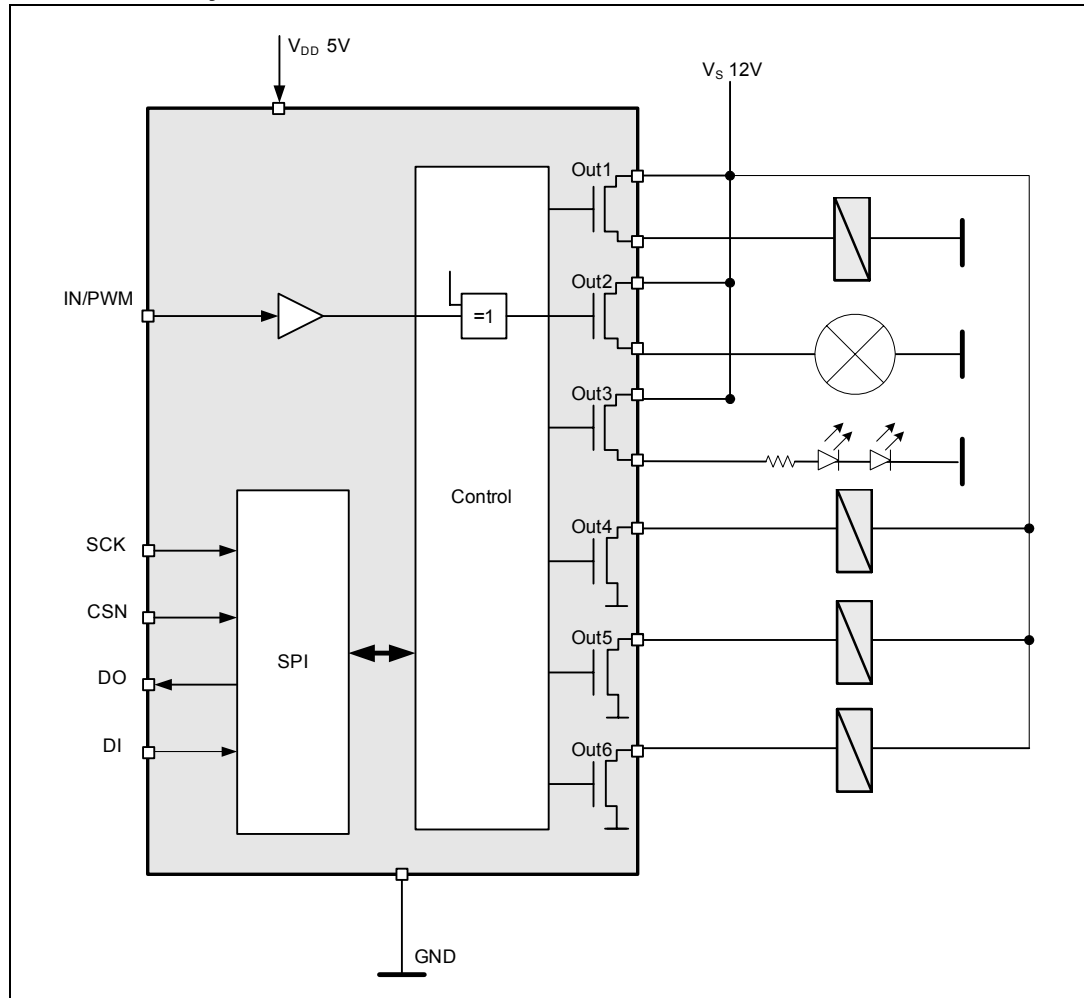 V_DD 5V
V_S 12V
Out1
Out2
IN/PWM
=1
Out3
Control
Out4
SCK
CSN
Out5
SPI
DO
DI
Out6
GND